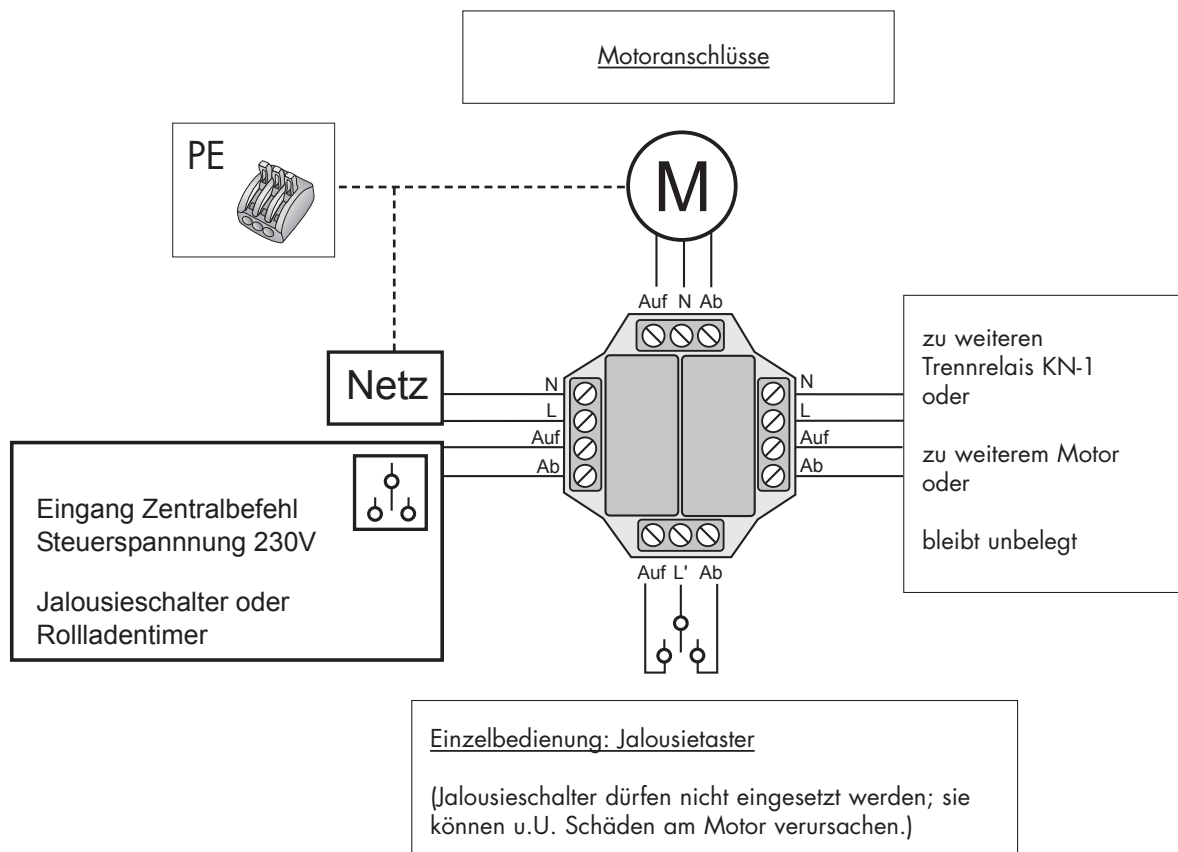 Motoranschlüsse
PE
M
Auf N Ab
Netz
N
L
Auf
Ab
N
L
Auf
Ab
zu weiteren
Trennrelais KN-1
oder
zu weiterem Motor
oder
bleibt unbelegt
Eingang Zentralbefehl
Steuerspannnung 230V
Jalousieschalter oder
Rollladentimer
Auf L' Ab
Einzelbedienung: Jalousietaster
(Jalousieschalter dürfen nicht eingesetzt werden; sie
können u.U. Schäden am Motor verursachen.)